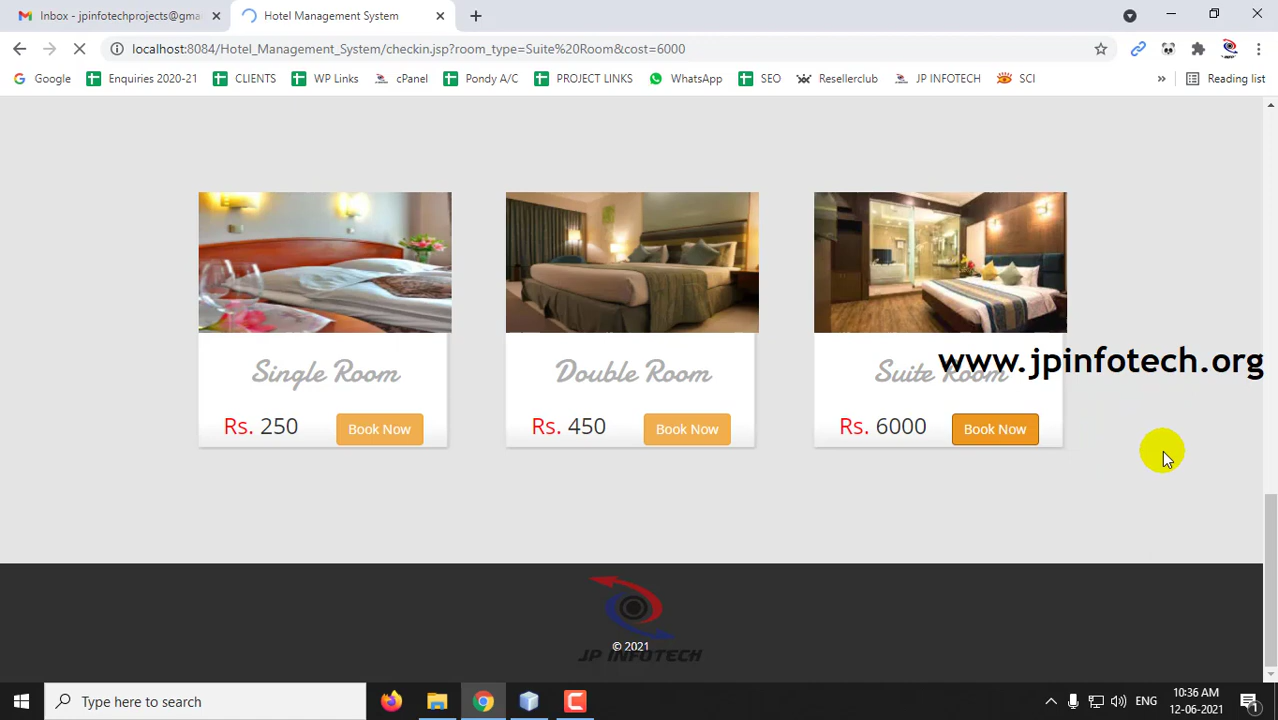 Inbox - jpinfotechprojects@gma
Hotel Management System
localhost:8084/Hotel_Management_System/checkin.jsp?room_type=Suite%20Room&cost=6000
Google
Enquiries 2020-21
CLIENTS
WP Links
cPanel
Pondy A/C
PROJECT LINKS
WhatsApp
SEO
Resellerclub
JP INFOTECH
SCI
»
Reading list
Single Room
Double Room
Suite Room
www.jpinfotech.org
Rs. 250
Book Now
Rs. 450
Book Now
Rs. 6000
Book Now
© 2021
JP INFOTECH
Type here to search
ENG
10:36 AM
12-06-2021
1